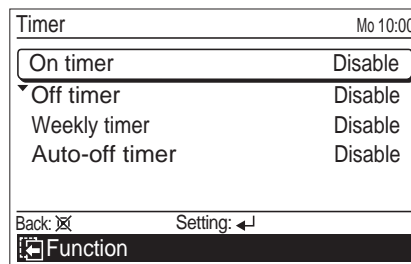 Timer Mo 10:00
On timer Disable
Off timer Disable
Weekly timer Disable
Auto-off timer Disable
Back: Setting:
Function